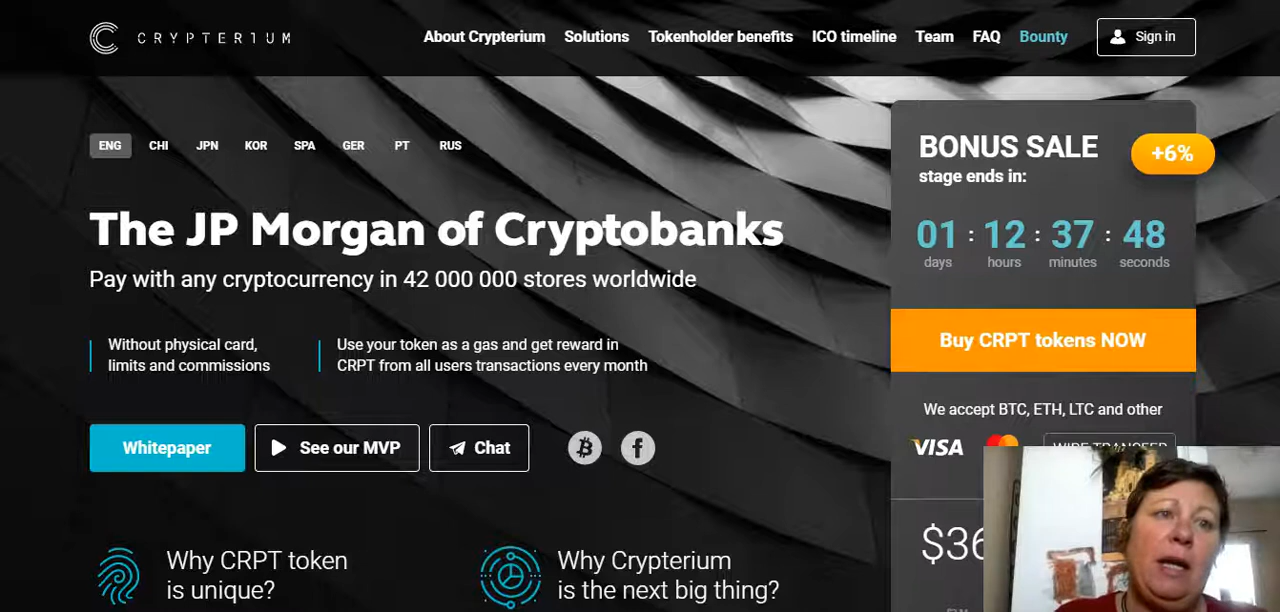 CRYPTERIUM
About Crypterium Solutions Tokenholder benefits ICO timeline Team FAQ Bounty Sign in
ENG CHI JPN KOR SPA GER PT RUS
The JP Morgan of Cryptobanks
Pay with any cryptocurrency in 42 000 000 stores worldwide
Without physical card,
limits and commissions
Use your token as a gas and get reward in
CRPT from all users transactions every month
Whitepaper See our MVP Chat
Why CRPT token
is unique?
Why Crypterium
is the next big thing?
BONUS SALE
+6%
stage ends in:
01 : 12 : 37 : 48
days hours minutes seconds
Buy CRPT tokens NOW
We accept BTC, ETH, LTC and other
VISA
$36